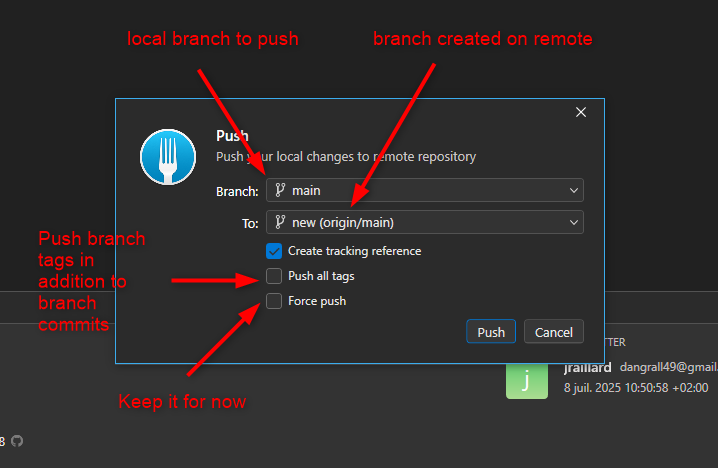 local branch to push
branch created on remote
Push
Push your local changes to remote repository
Branch:
main
To:
new (origin/main)
Create tracking reference
Push all tags
Force push
Push
Cancel
Push branch
tags in
addition to
branch
commits
Keep it for now
TTER
j
jraillard dangrall49@gmail.
8 juil. 2025 10:50:58 +02:00
8